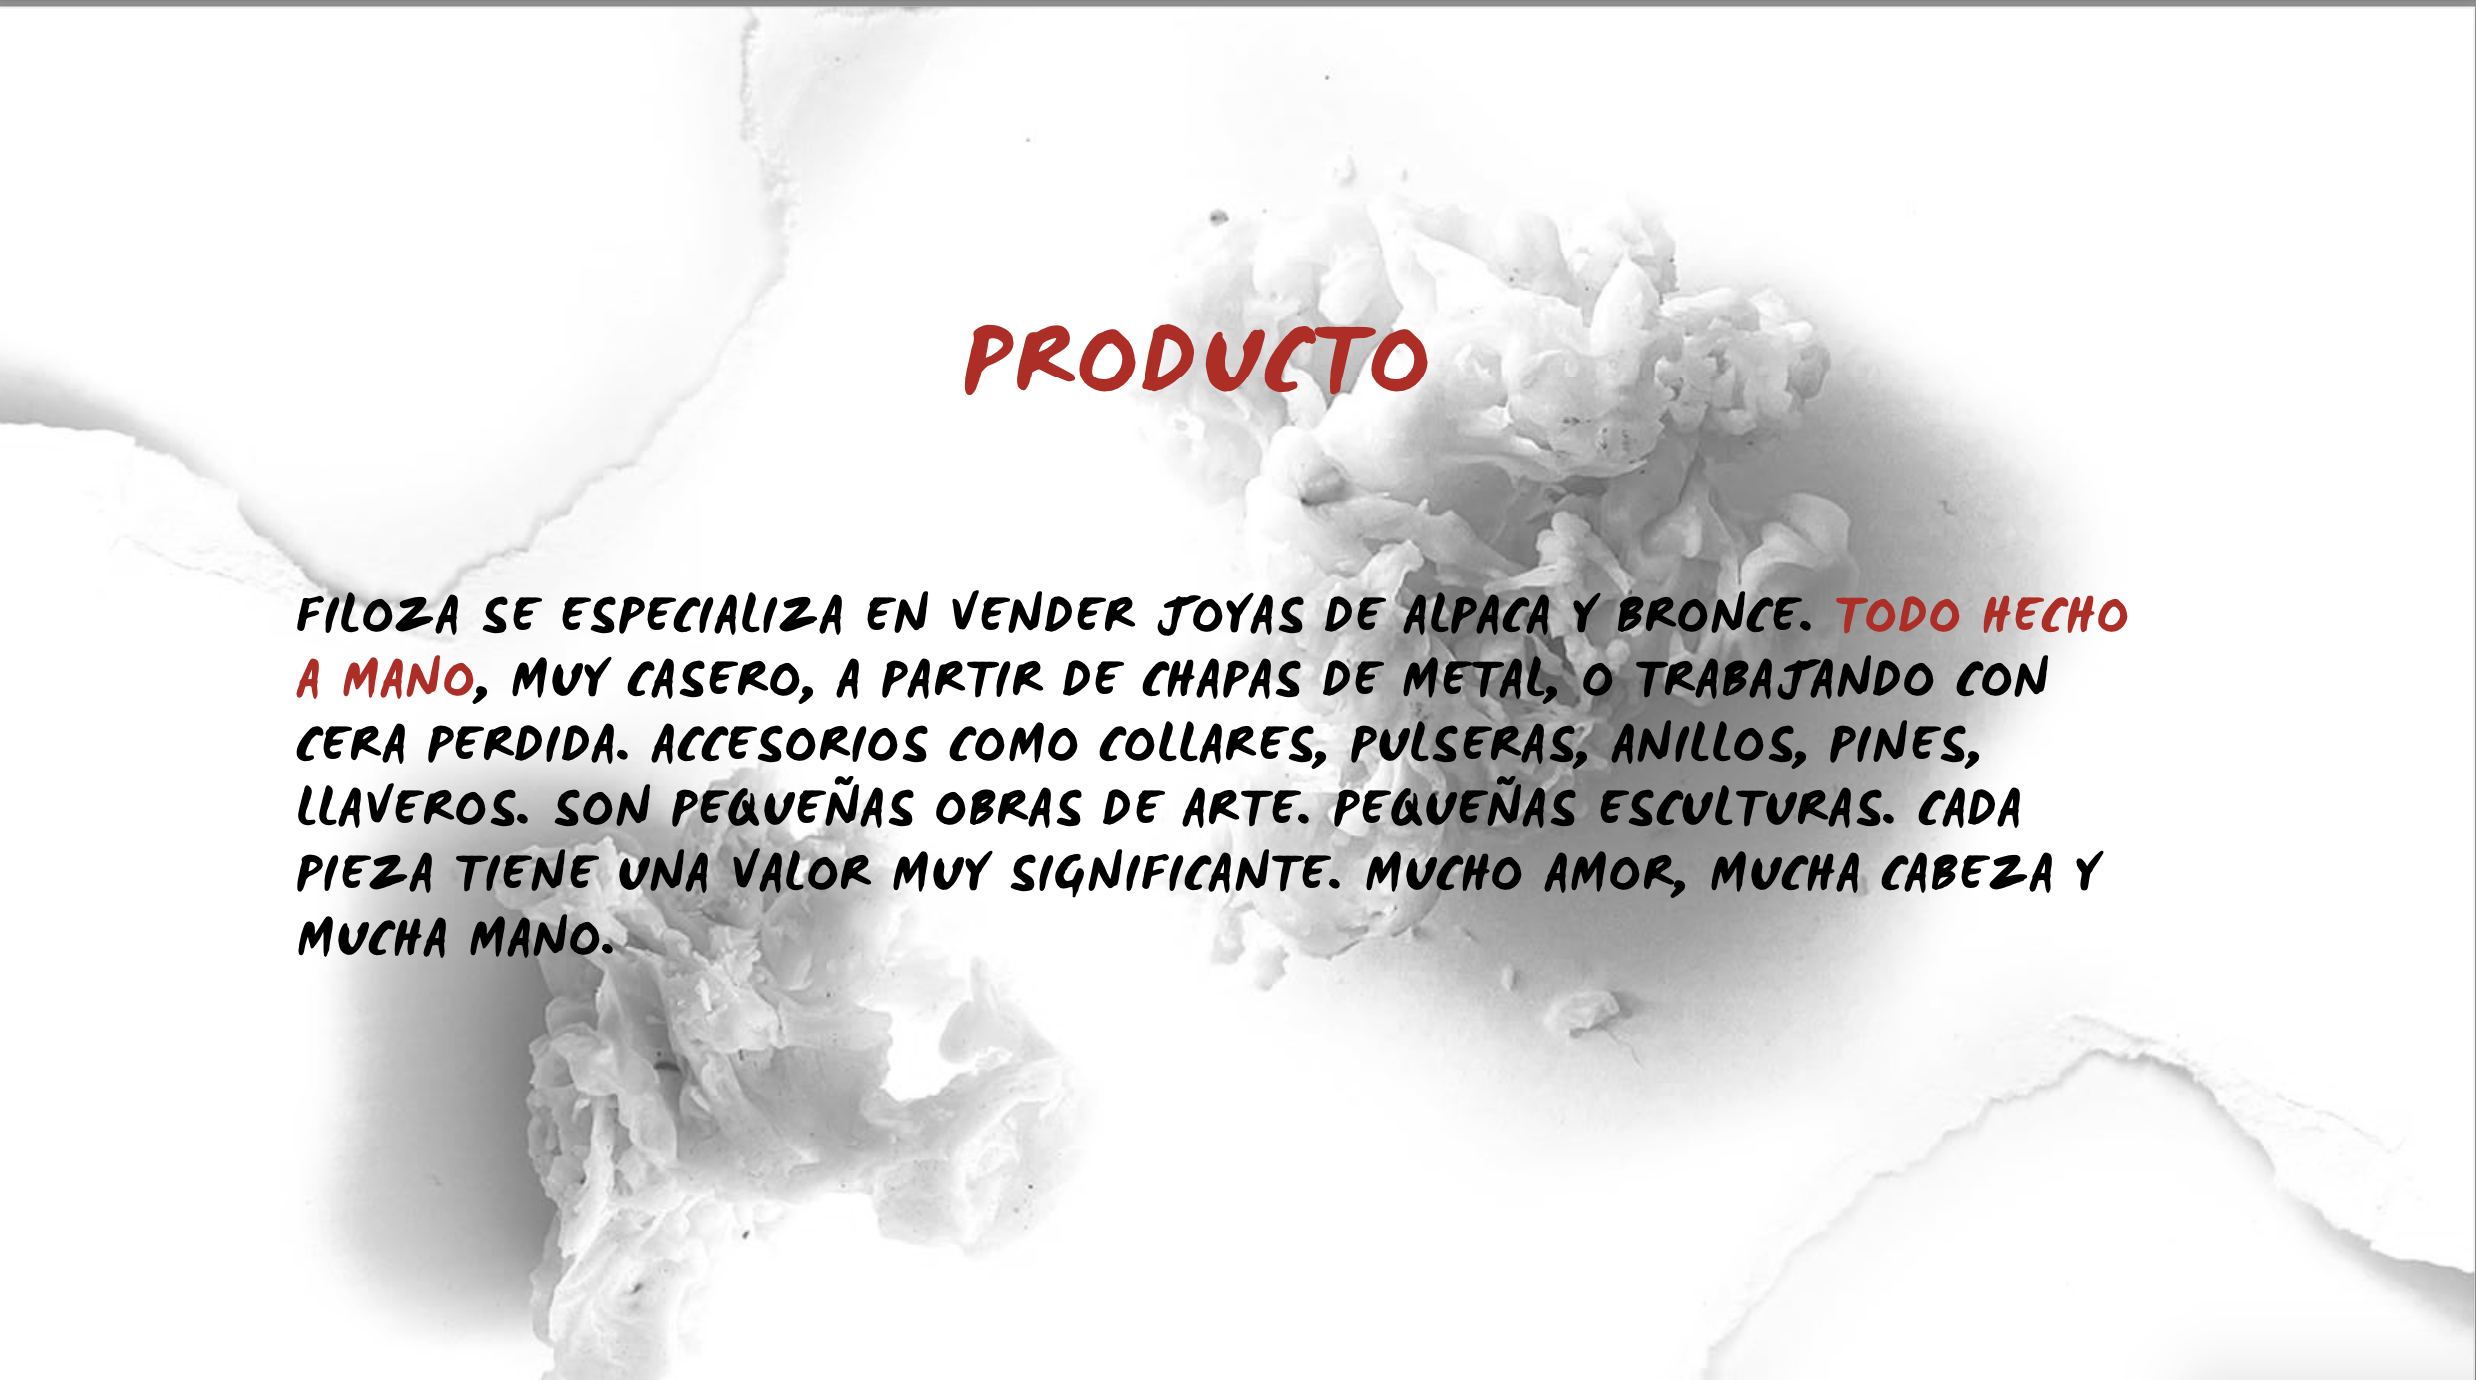 PRODUCTO
FILOZA SE ESPECIALIZA EN VENDER JOYAS DE ALPACA Y BRONCE. TODO HECHO
A MANO, MUY CASERO, A PARTIR DE CHAPAS DE METAL, O TRABAJANDO CON
CERA PERDIDA. ACCESORIOS COMO COLLARES, PULSERAS, ANILLOS, PINES,
LLAVEROS. SON PEQUEÑAS OBRAS DE ARTE. PEQUEÑAS ESCULTURAS. CADA
PIEZA TIENE UNA VALOR MUY SIGNIFICANTE. MUCHO AMOR, MUCHA CABEZA Y
MUCHA MANO.